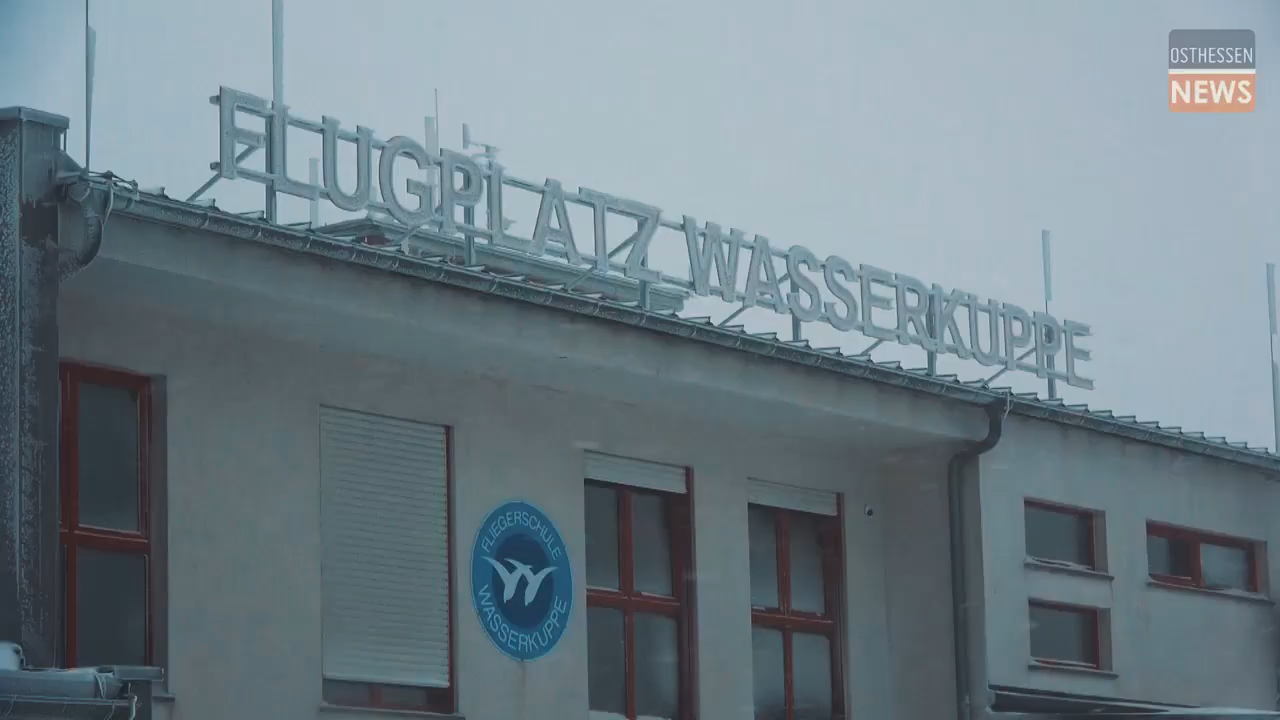 OSTHESSEN
NEWS
FLUGPLATZ WASSERKUPPE
FLIEGERSCHULE
WASSERKUPPE